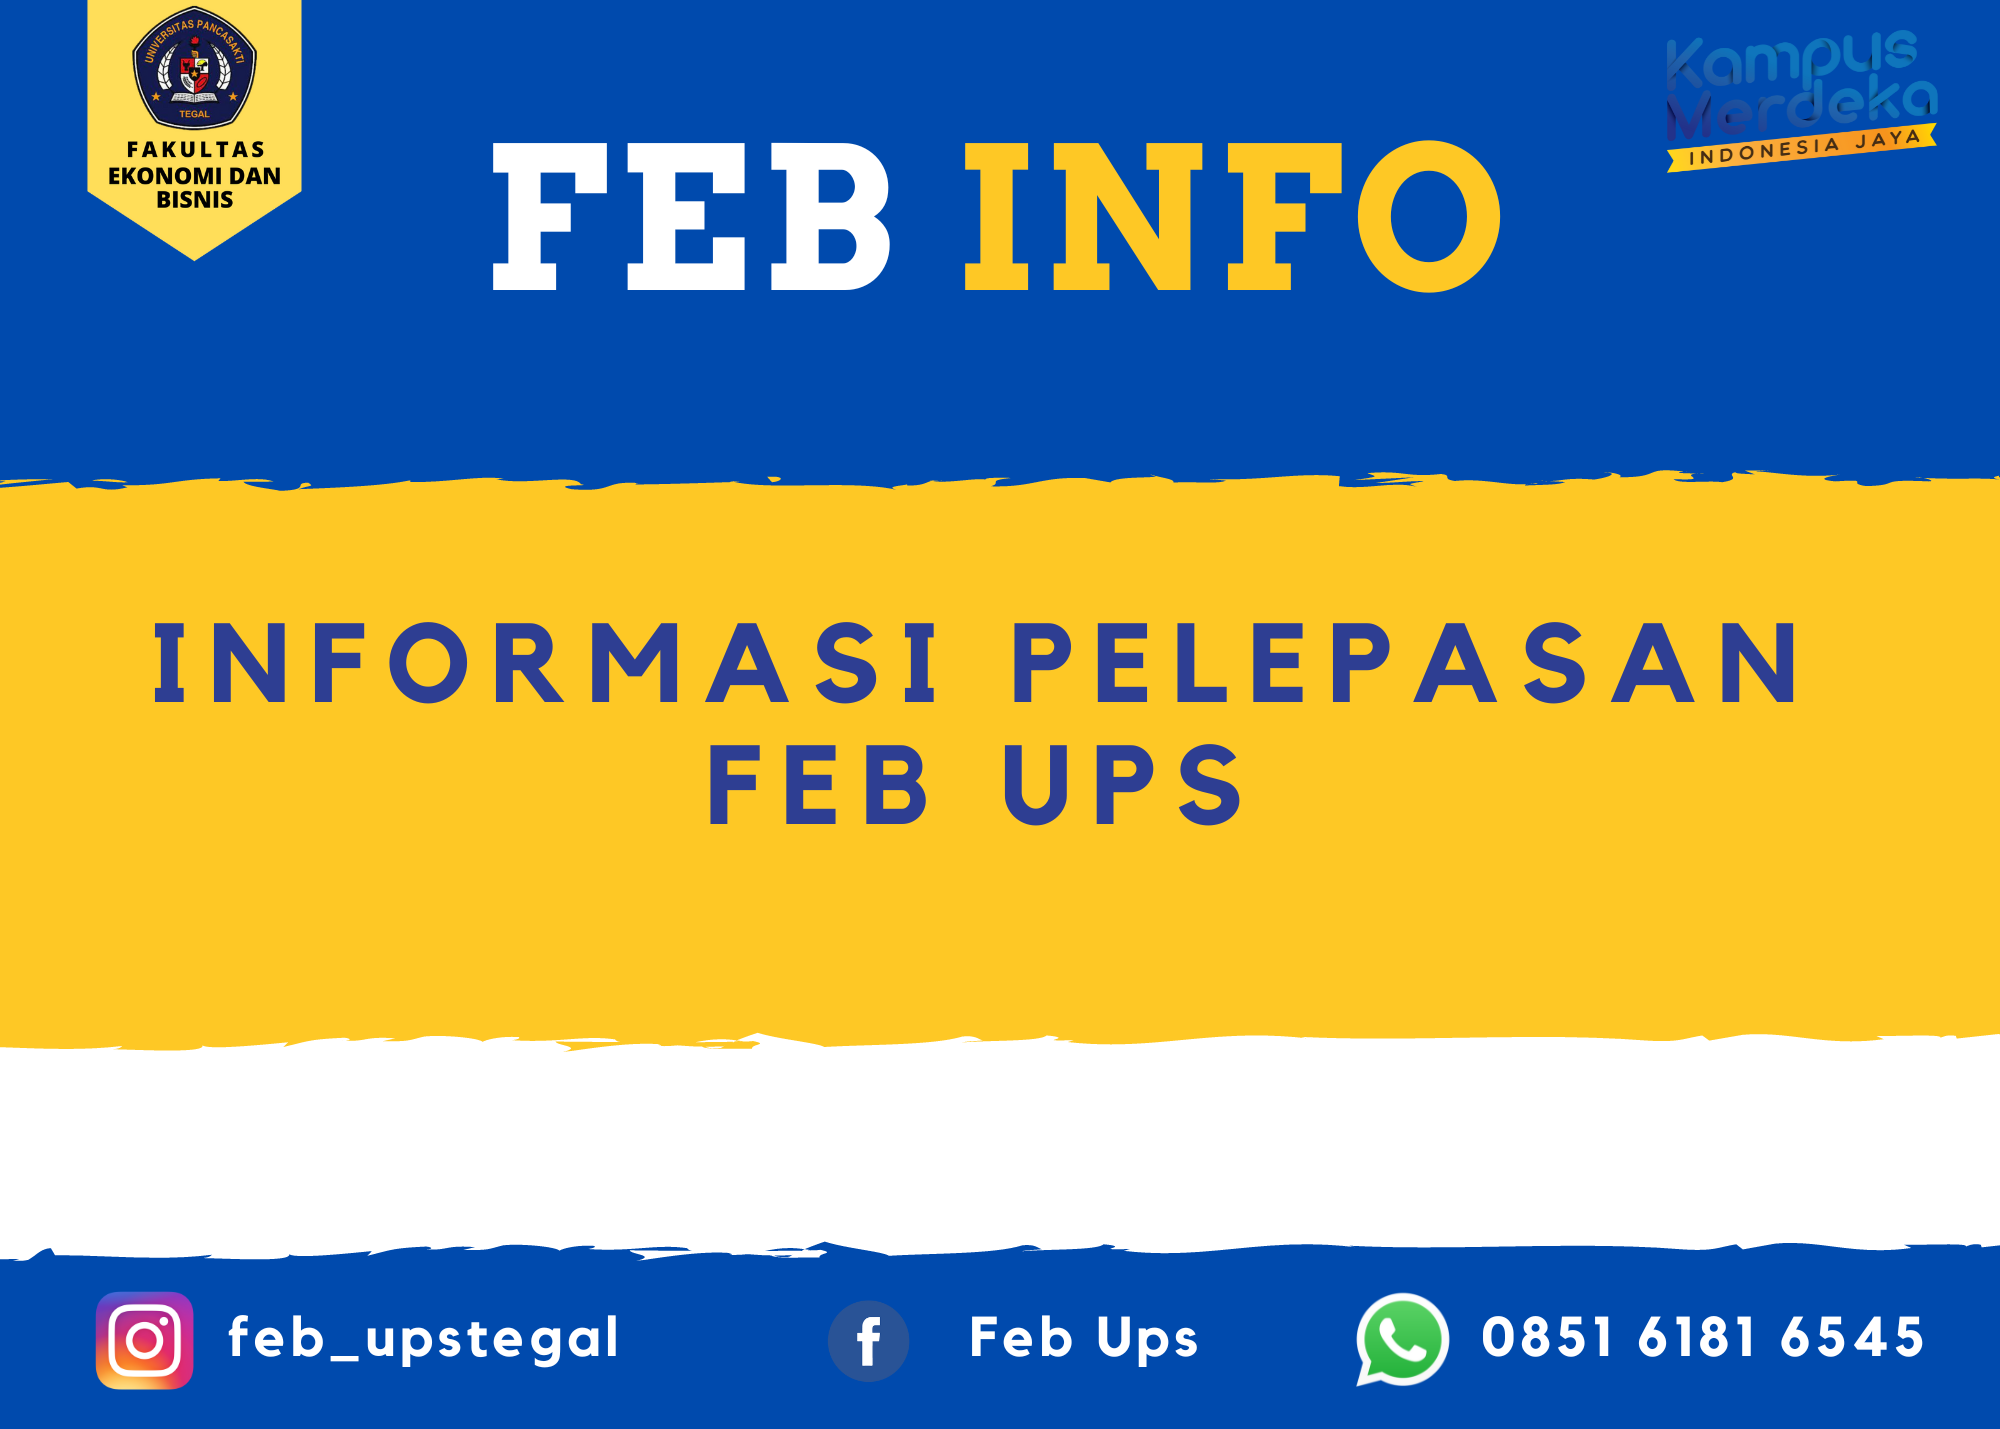 UNIVERSITAS PANCASAKTI
TEGAL
FAKULTAS
EKONOMI DAN
BISNIS
Kampus
Merdeka
INDONESIA JAYA
FEB INFO
INFORMASI PELEPASAN
FEB UPS
feb_upstegal
Feb Ups
0851 6181 6545